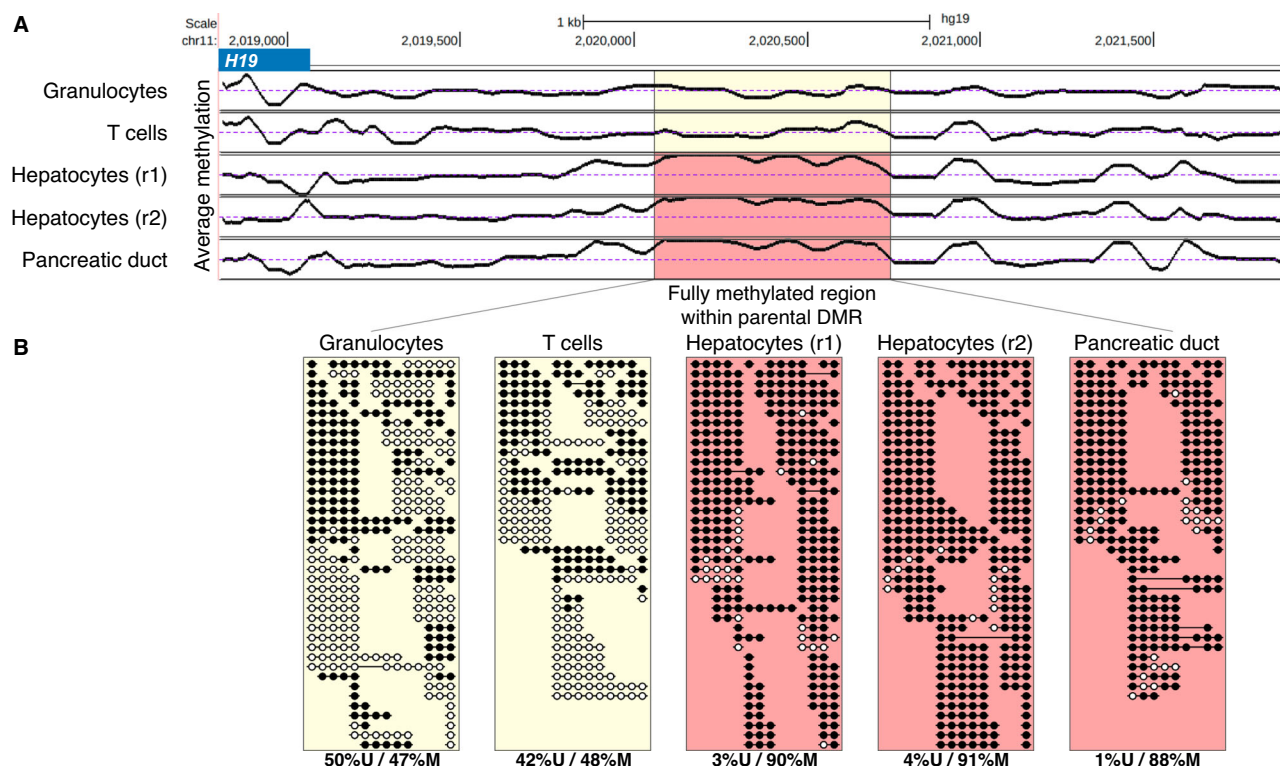 A
Scale
1 kb
hg19
chr11:
2,019,000
2,019,500
2,020,000
2,020,500
2,021,000
2,021,500
H19
Average methylation
Granulocytes
T cells
Hepatocytes (r1)
Hepatocytes (r2)
Pancreatic duct
Fully methylated region
within parental DMR
B
Granulocytes
T cells
Hepatocytes (r1)
Hepatocytes (r2)
Pancreatic duct
50%U / 47%M
42%U / 48%M
3%U / 90%M
4%U / 91%M
1%U / 88%M